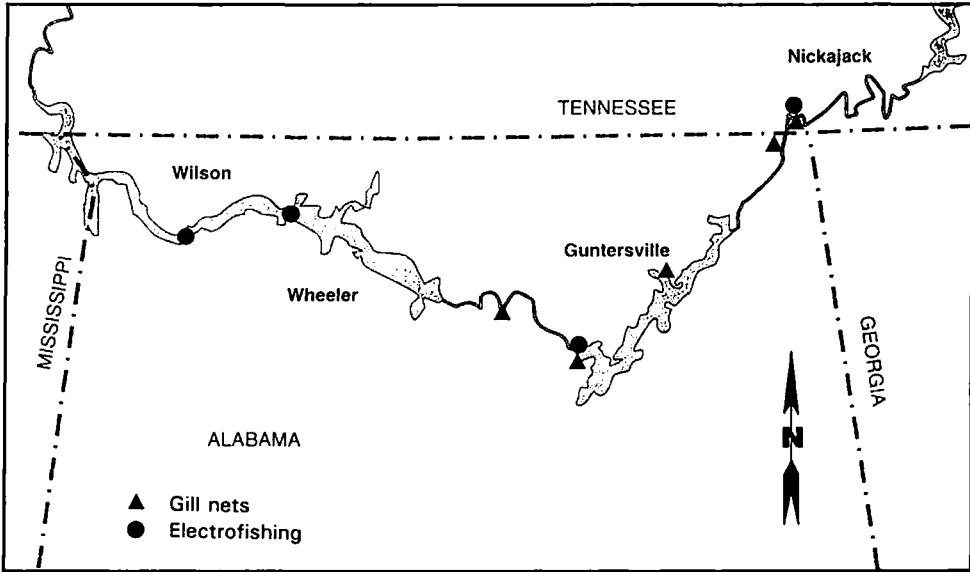 Nickajack
TENNESSEE
Wilson
Guntersville
Wheeler
MISSISSIPPI
GEORGIA
N
ALABAMA
Gill nets
Electrofishing